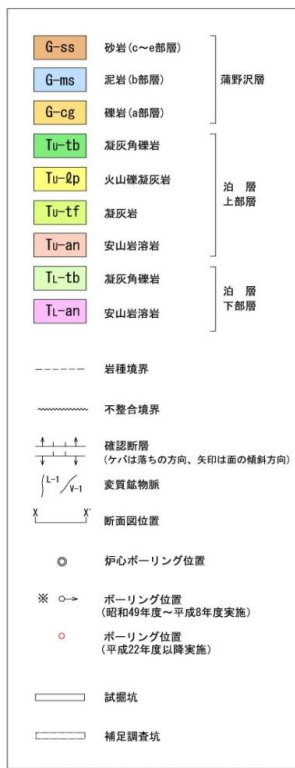 G-ss 砂岩(c~e部層)
G-ms 泥岩(b部層) 蒲野沢層
G-cg 礫岩(a部層)
TU-tb 凝灰角礫岩
TU-ℓp 火山礫凝灰岩 泊層
TU-tf 凝灰岩 上部層
TU-an 安山岩溶岩
TL-tb 凝灰角礫岩 泊層
TL-an 安山岩溶岩 下部層
岩種境界
不整合境界
確認断層
(ケバは落ちの方向、矢印は面の傾斜方向)
L-1 V-1 変質鉱物脈
X X' 断面図位置
炉心ボーリング位置
※ ボーリング位置
(昭和49年度~平成8年度実施)
ボーリング位置
(平成22年度以降実施)
試掘坑
補足調査坑